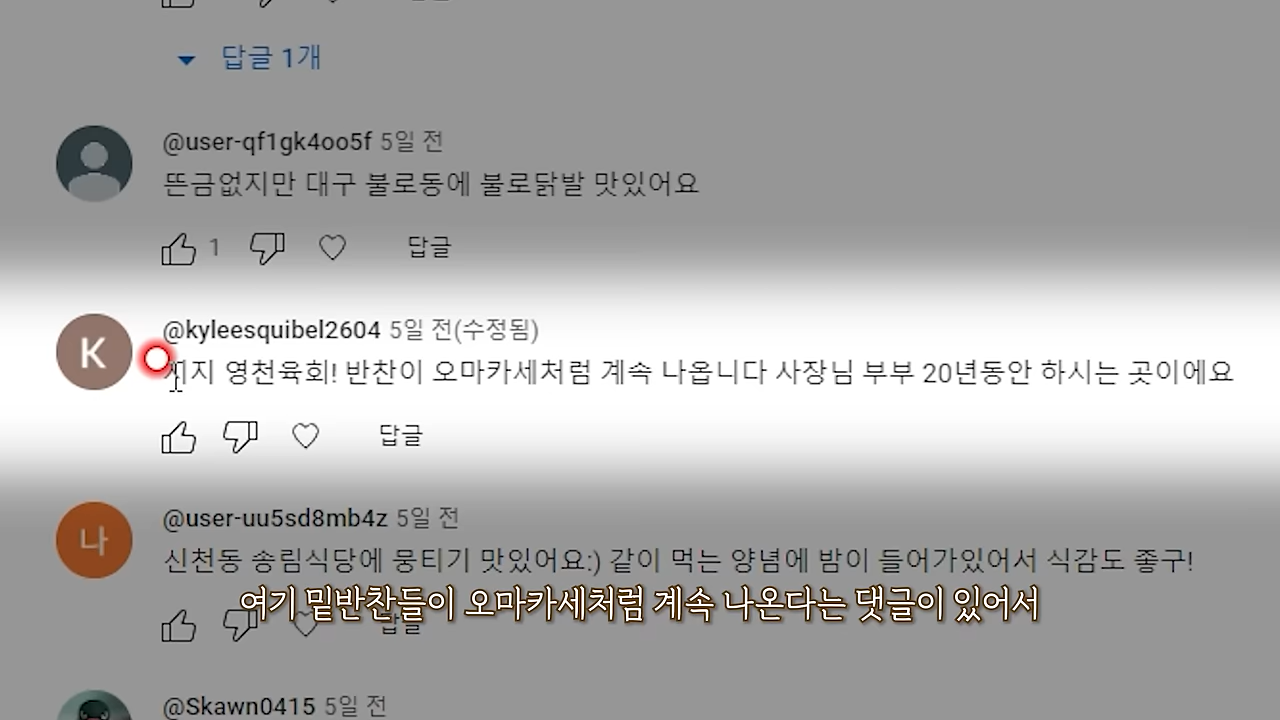 답글 1개
@user-qf1gk4oo5f 5일 전
뜬금없지만 대구 불로동에 불로닭발 맛있어요
1 답글
@kyleesquibel2604 5일 전(수정됨)
영천육회! 반찬이 오마카세처럼 계속 나옵니다 사장님 부부 20년동안 하시는 곳이에요
답글
나
@user-uu5sd8mb4z 5일 전
신천동 송림식당에 뭉티기 맛있어요:) 같이 먹는 양념에 밤이 들어가있어서 식감도 좋구!
여기 밑반찬들이 오마카세처럼 계속 나온다는 댓글이 있어서
답글
@Skawn0415 5일 전